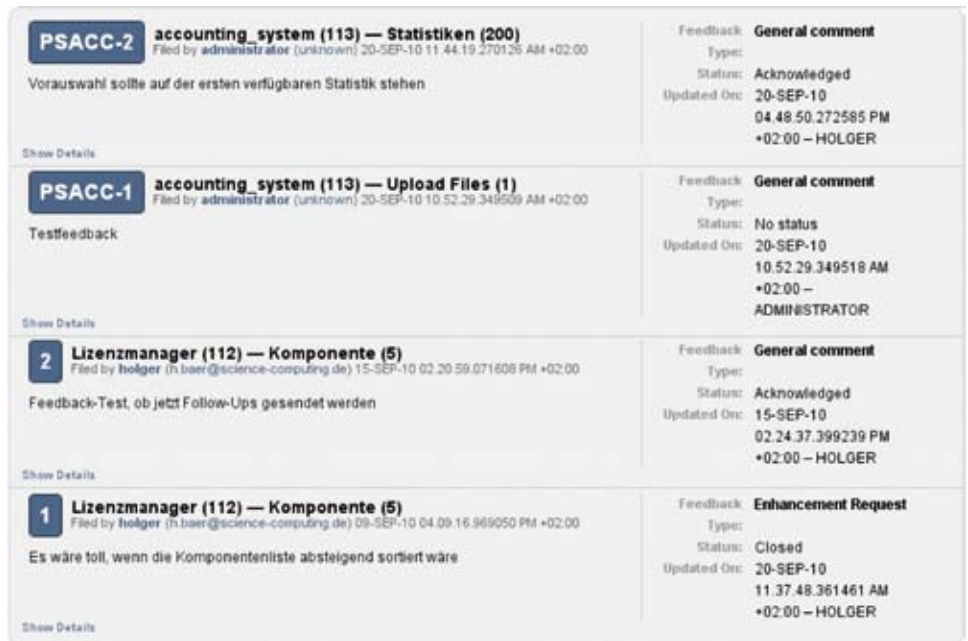 PSACC-2 accounting_system (113) — Statistiken (200)
Filed by administrator (unknown) 20-SEP-10 11.44.19.270126 AM +02:00
Vorauswahl sollte auf der ersten verfügbaren Statistik stehen
Show Details
Feedback Type: General comment
Status: Acknowledged
Updated On: 20-SEP-10
04.48.50.272585 PM
+02:00 – HOLGER
PSACC-1 accounting_system (113) — Upload Files (1)
Filed by administrator (unknown) 20-SEP-10 10.52.29.349509 AM +02:00
Testfeedback
Show Details
Feedback Type: General comment
Status: No status
Updated On: 20-SEP-10
10.52.29.349518 AM
+02:00 –
ADMINISTRATOR
2 Lizenzmanager (112) — Komponente (5)
Filed by holger (h.baer@science-computing.de) 15-SEP-10 02.20.59.071608 PM +02:00
Feedback-Test, ob jetzt Follow-Ups gesendet werden
Show Details
Feedback Type: General comment
Status: Acknowledged
Updated On: 15-SEP-10
02.24.37.399239 PM
+02:00 – HOLGER
1 Lizenzmanager (112) — Komponente (5)
Filed by holger (h.baer@science-computing.de) 09-SEP-10 04.09.16.969050 PM +02:00
Es wäre toll, wenn die Komponentenliste absteigend sortiert wäre
Show Details
Feedback Type: Enhancement Request
Status: Closed
Updated On: 20-SEP-10
11.37.48.361461 AM
+02:00 – HOLGER